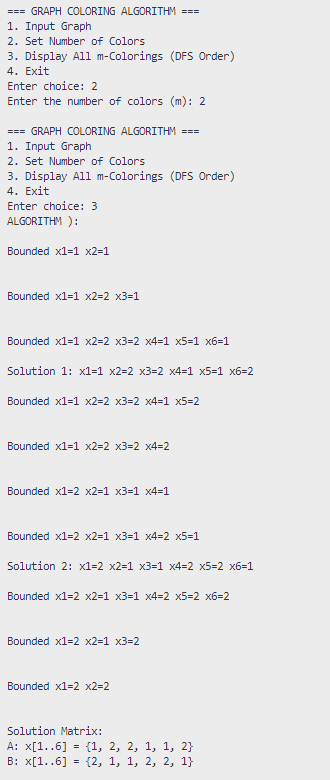 === GRAPH COLORING ALGORITHM ===
1. Input Graph
2. Set Number of Colors
3. Display All m-Colorings (DFS Order)
4. Exit
Enter choice: 2
Enter the number of colors (m): 2
=== GRAPH COLORING ALGORITHM ===
1. Input Graph
2. Set Number of Colors
3. Display All m-Colorings (DFS Order)
4. Exit
Enter choice: 3
ALGORITHM ):
Bounded x1=1 x2=1
Bounded x1=1 x2=2 x3=1
Bounded x1=1 x2=2 x3=2 x4=1 x5=1 x6=1
Solution 1: x1=1 x2=2 x3=2 x4=1 x5=1 x6=2
Bounded x1=1 x2=2 x3=2 x4=1 x5=2
Bounded x1=1 x2=2 x3=2 x4=2
Bounded x1=2 x2=1 x3=1 x4=1
Bounded x1=2 x2=1 x3=1 x4=2 x5=1
Solution 2: x1=2 x2=1 x3=1 x4=2 x5=2 x6=1
Bounded x1=2 x2=1 x3=1 x4=2 x5=2 x6=2
Bounded x1=2 x2=1 x3=2
Bounded x1=2 x2=2
Solution Matrix:
A: x[1..6] = {1, 2, 2, 1, 1, 2}
B: x[1..6] = {2, 1, 1, 2, 2, 1}